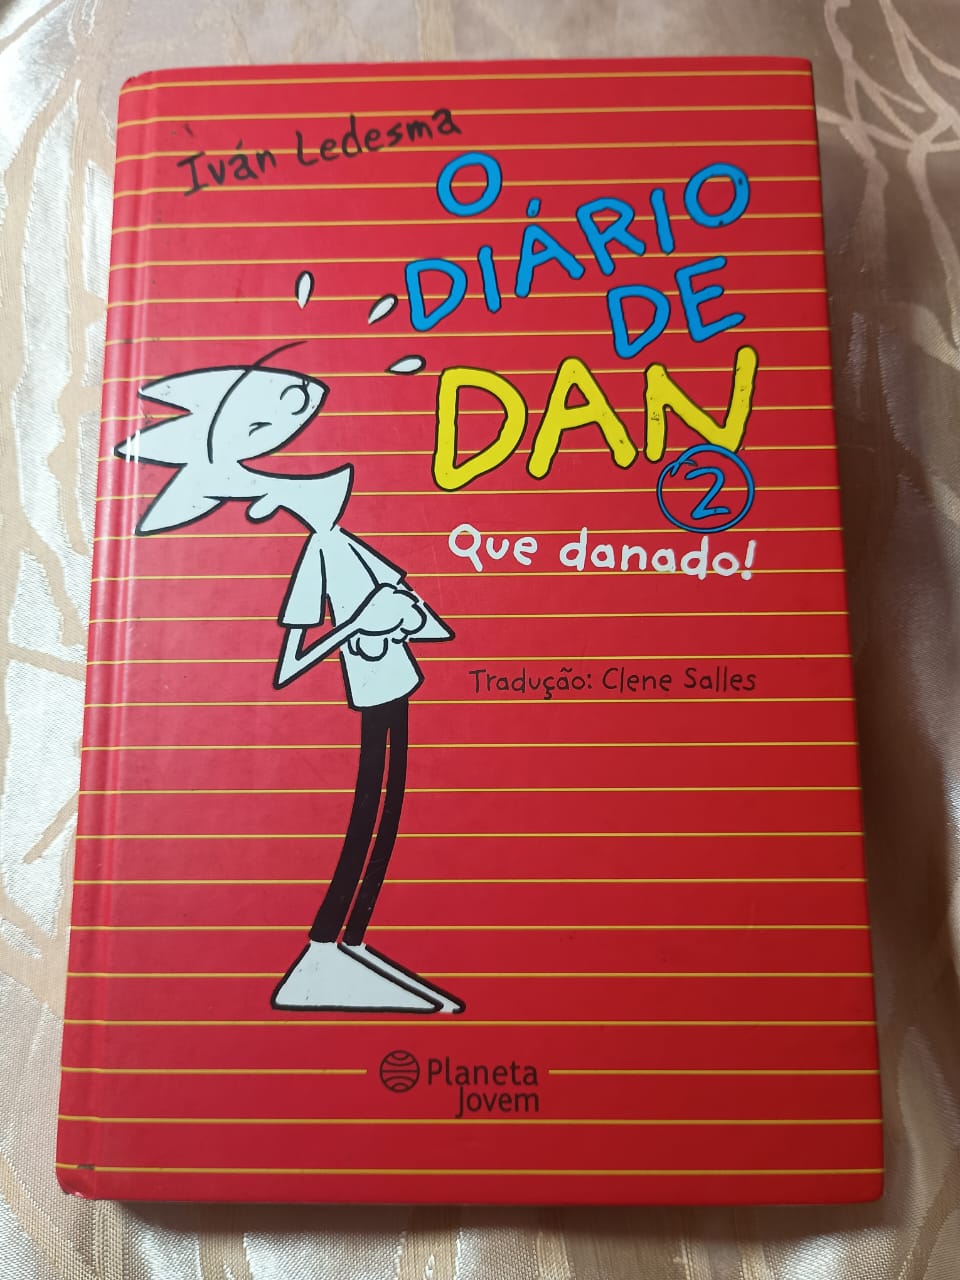 Iván Ledesma
O
DIÁRIO
DE
DAN
2
Que danado!
Tradução: Clene Salles
Planeta
Jovem